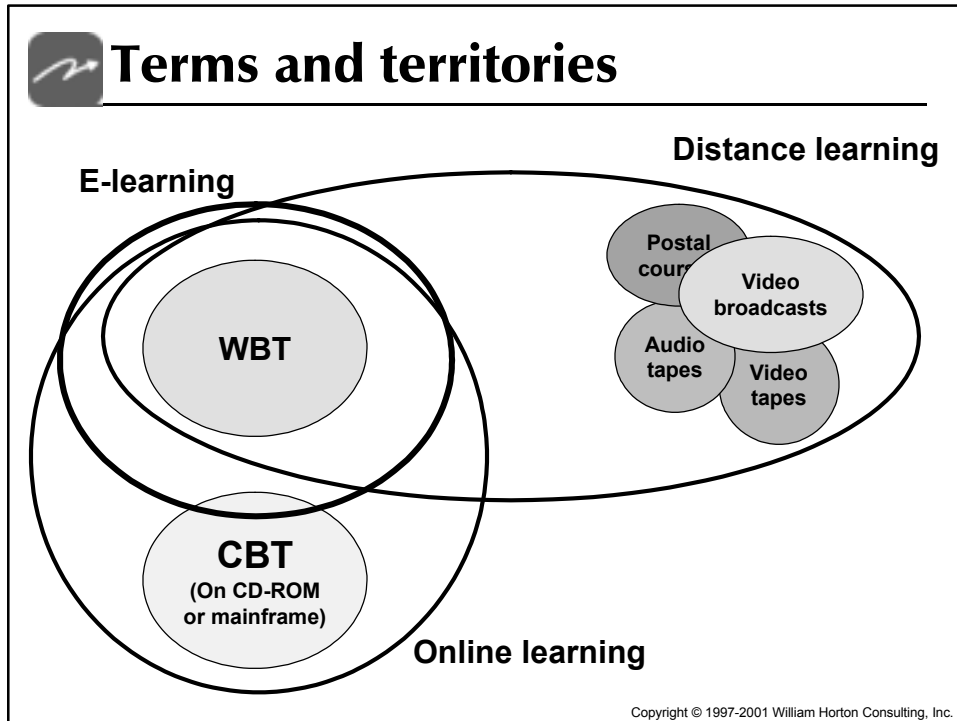 Terms and territories
Distance learning
E-learning
Postal
Video
broadcasts
WBT
Audio
tapes
Video
tapes
CBT
(On CD-ROM
or mainframe)
Online learning
Copyright © 1997-2001 William Horton Consulting, Inc.